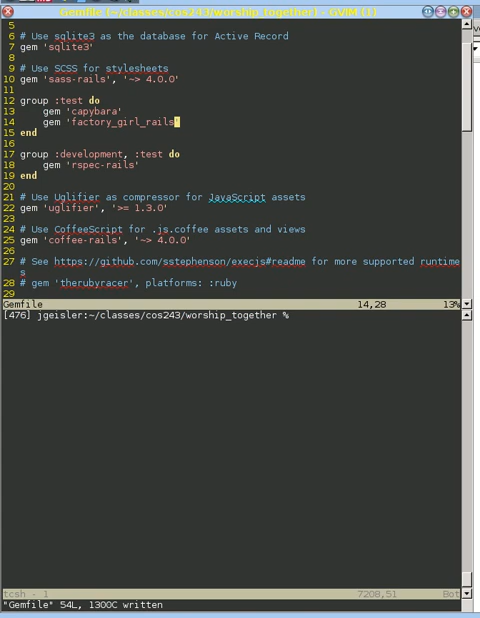 Gemfile (~/classes/cos243/worship_together) - GVIM (1)
5
6 # Use sqlite3 as the database for Active Record
7 gem 'sqlite3'
8
9 # Use SCSS for stylesheets
10 gem 'sass-rails', '~> 4.0.0'
11
12 group :test do
13 gem 'capybara'
14 gem 'factory_girl_rails'
15 end
16
17 group :development, :test do
18 gem 'rspec-rails'
19 end
20
21 # Use Uglifier as compressor for JavaScript assets
22 gem 'uglifier', '>= 1.3.0'
23
24 # Use CoffeeScript for .js.coffee assets and views
25 gem 'coffee-rails', '~> 4.0.0'
26
27 # See https://github.com/sstephenson/execjs#readme for more supported runtime
s
28 # gem 'therubyracer', platforms: :ruby
29
Gemfile 14,28 13%
[476] jgeisler:~/classes/cos243/worship_together %
tcsh - 1 7208,51 Bot
"Gemfile" 54L, 1300C written